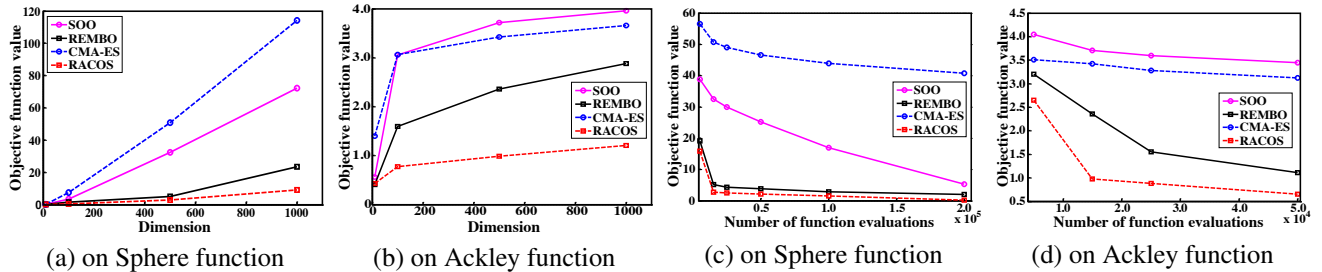 Objective function value
120
100
80
60
40
20
0
SOO
REMBO
CMA-ES
RACOS
0 200 400 600 800 1000
Dimension
(a) on Sphere function
Objective function value
4.0
3.0
2.0
1.0
0.0
SOO
REMBO
CMA-ES
RACOS
0 200 400 600 800 1000
Dimension
(b) on Ackley function
Objective function value
60
50
40
30
20
10
0
SOO
REMBO
CMA-ES
RACOS
0.5 1.0 1.5 2.0
x 10^5
Number of function evaluations
(c) on Sphere function
Objective function value
4.5
4.0
3.5
3.0
2.5
2.0
1.5
1.0
0.5
SOO
REMBO
CMA-ES
RACOS
1.0 2.0 3.0 4.0 5.0
x 10^4
Number of function evaluations
(d) on Ackley function